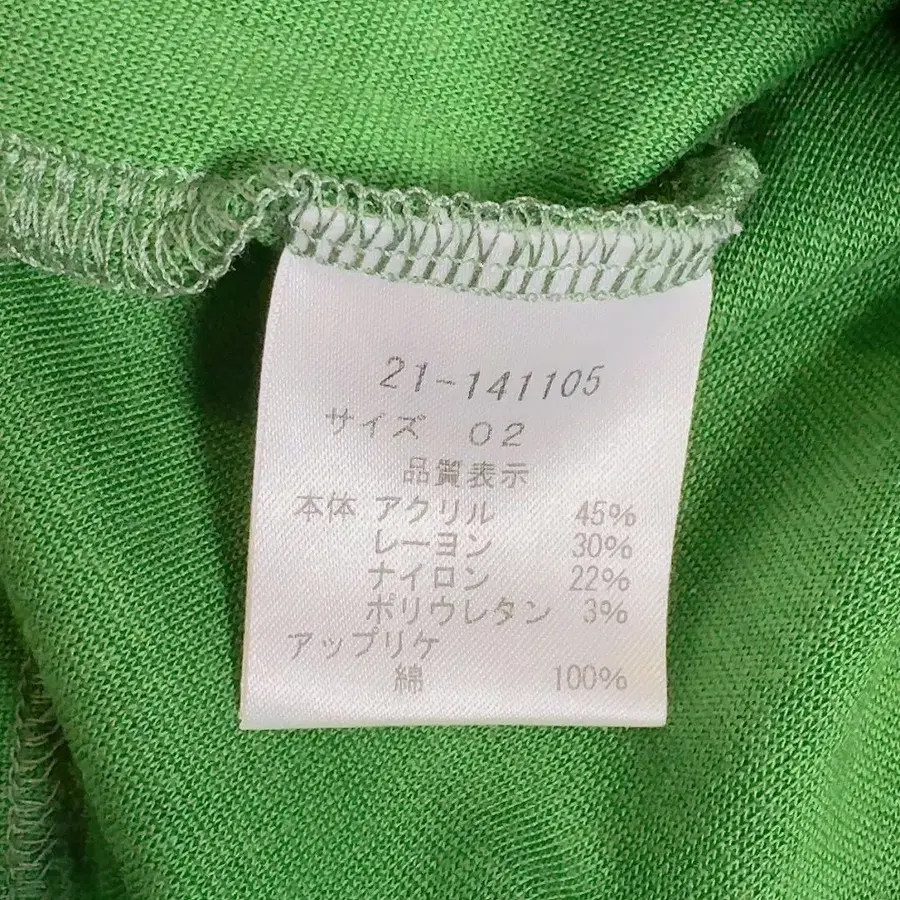 21-141105
サイズ 02
品質表示
本体 アクリル 45%
レーヨン 30%
ナイロン 22%
ポリウレタン 3%
アップリケ
綿 100%